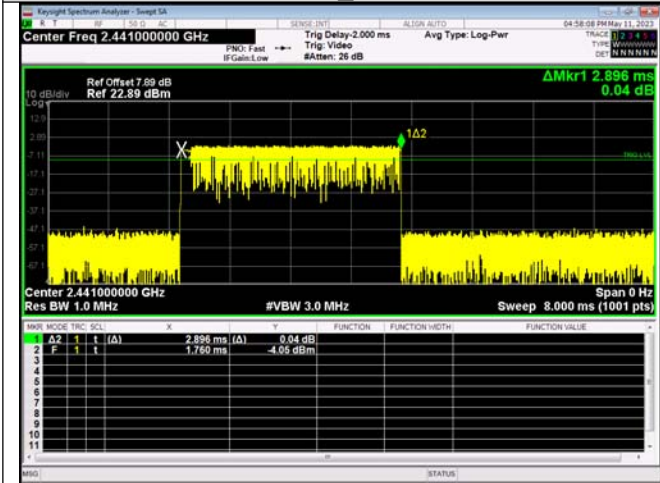 Keysight Spectrum Analyzer - Swept SA
R T RF 50 Ω AC SENSE:INT ALIGN AUTO 04:58:08 PM May 11, 2023
Center Freq 2.441000000 GHz Trig Delay-2.000 ms Avg Type: Log-Pwr TRACE 1 2 3 4 5 6
PNO: Fast Trig: Video TYPE WWWWWW
IFGain:Low #Atten: 26 dB DET N N N N N N
ΔMkr1 2.896 ms
0.04 dB
Ref Offset 7.89 dB
10 dB/div Ref 22.89 dBm
Log
12.9
2.89
-7.11
-17.1
-27.1
-37.1
-47.1
-57.1
-67.1
X
1Δ2
TRIG LVL
Center 2.441000000 GHz Span 0 Hz
Res BW 1.0 MHz #VBW 3.0 MHz Sweep 8.000 ms (1001 pts)
MKR MODE TRC SCL X Y FUNCTION FUNCTION WIDTH FUNCTION VALUE
1 Δ2 1 t (Δ) 2.896 ms (Δ) 0.04 dB
2 F 1 t 1.760 ms -4.05 dBm
3
4
5
6
7
8
9
10
11
MSG STATUS